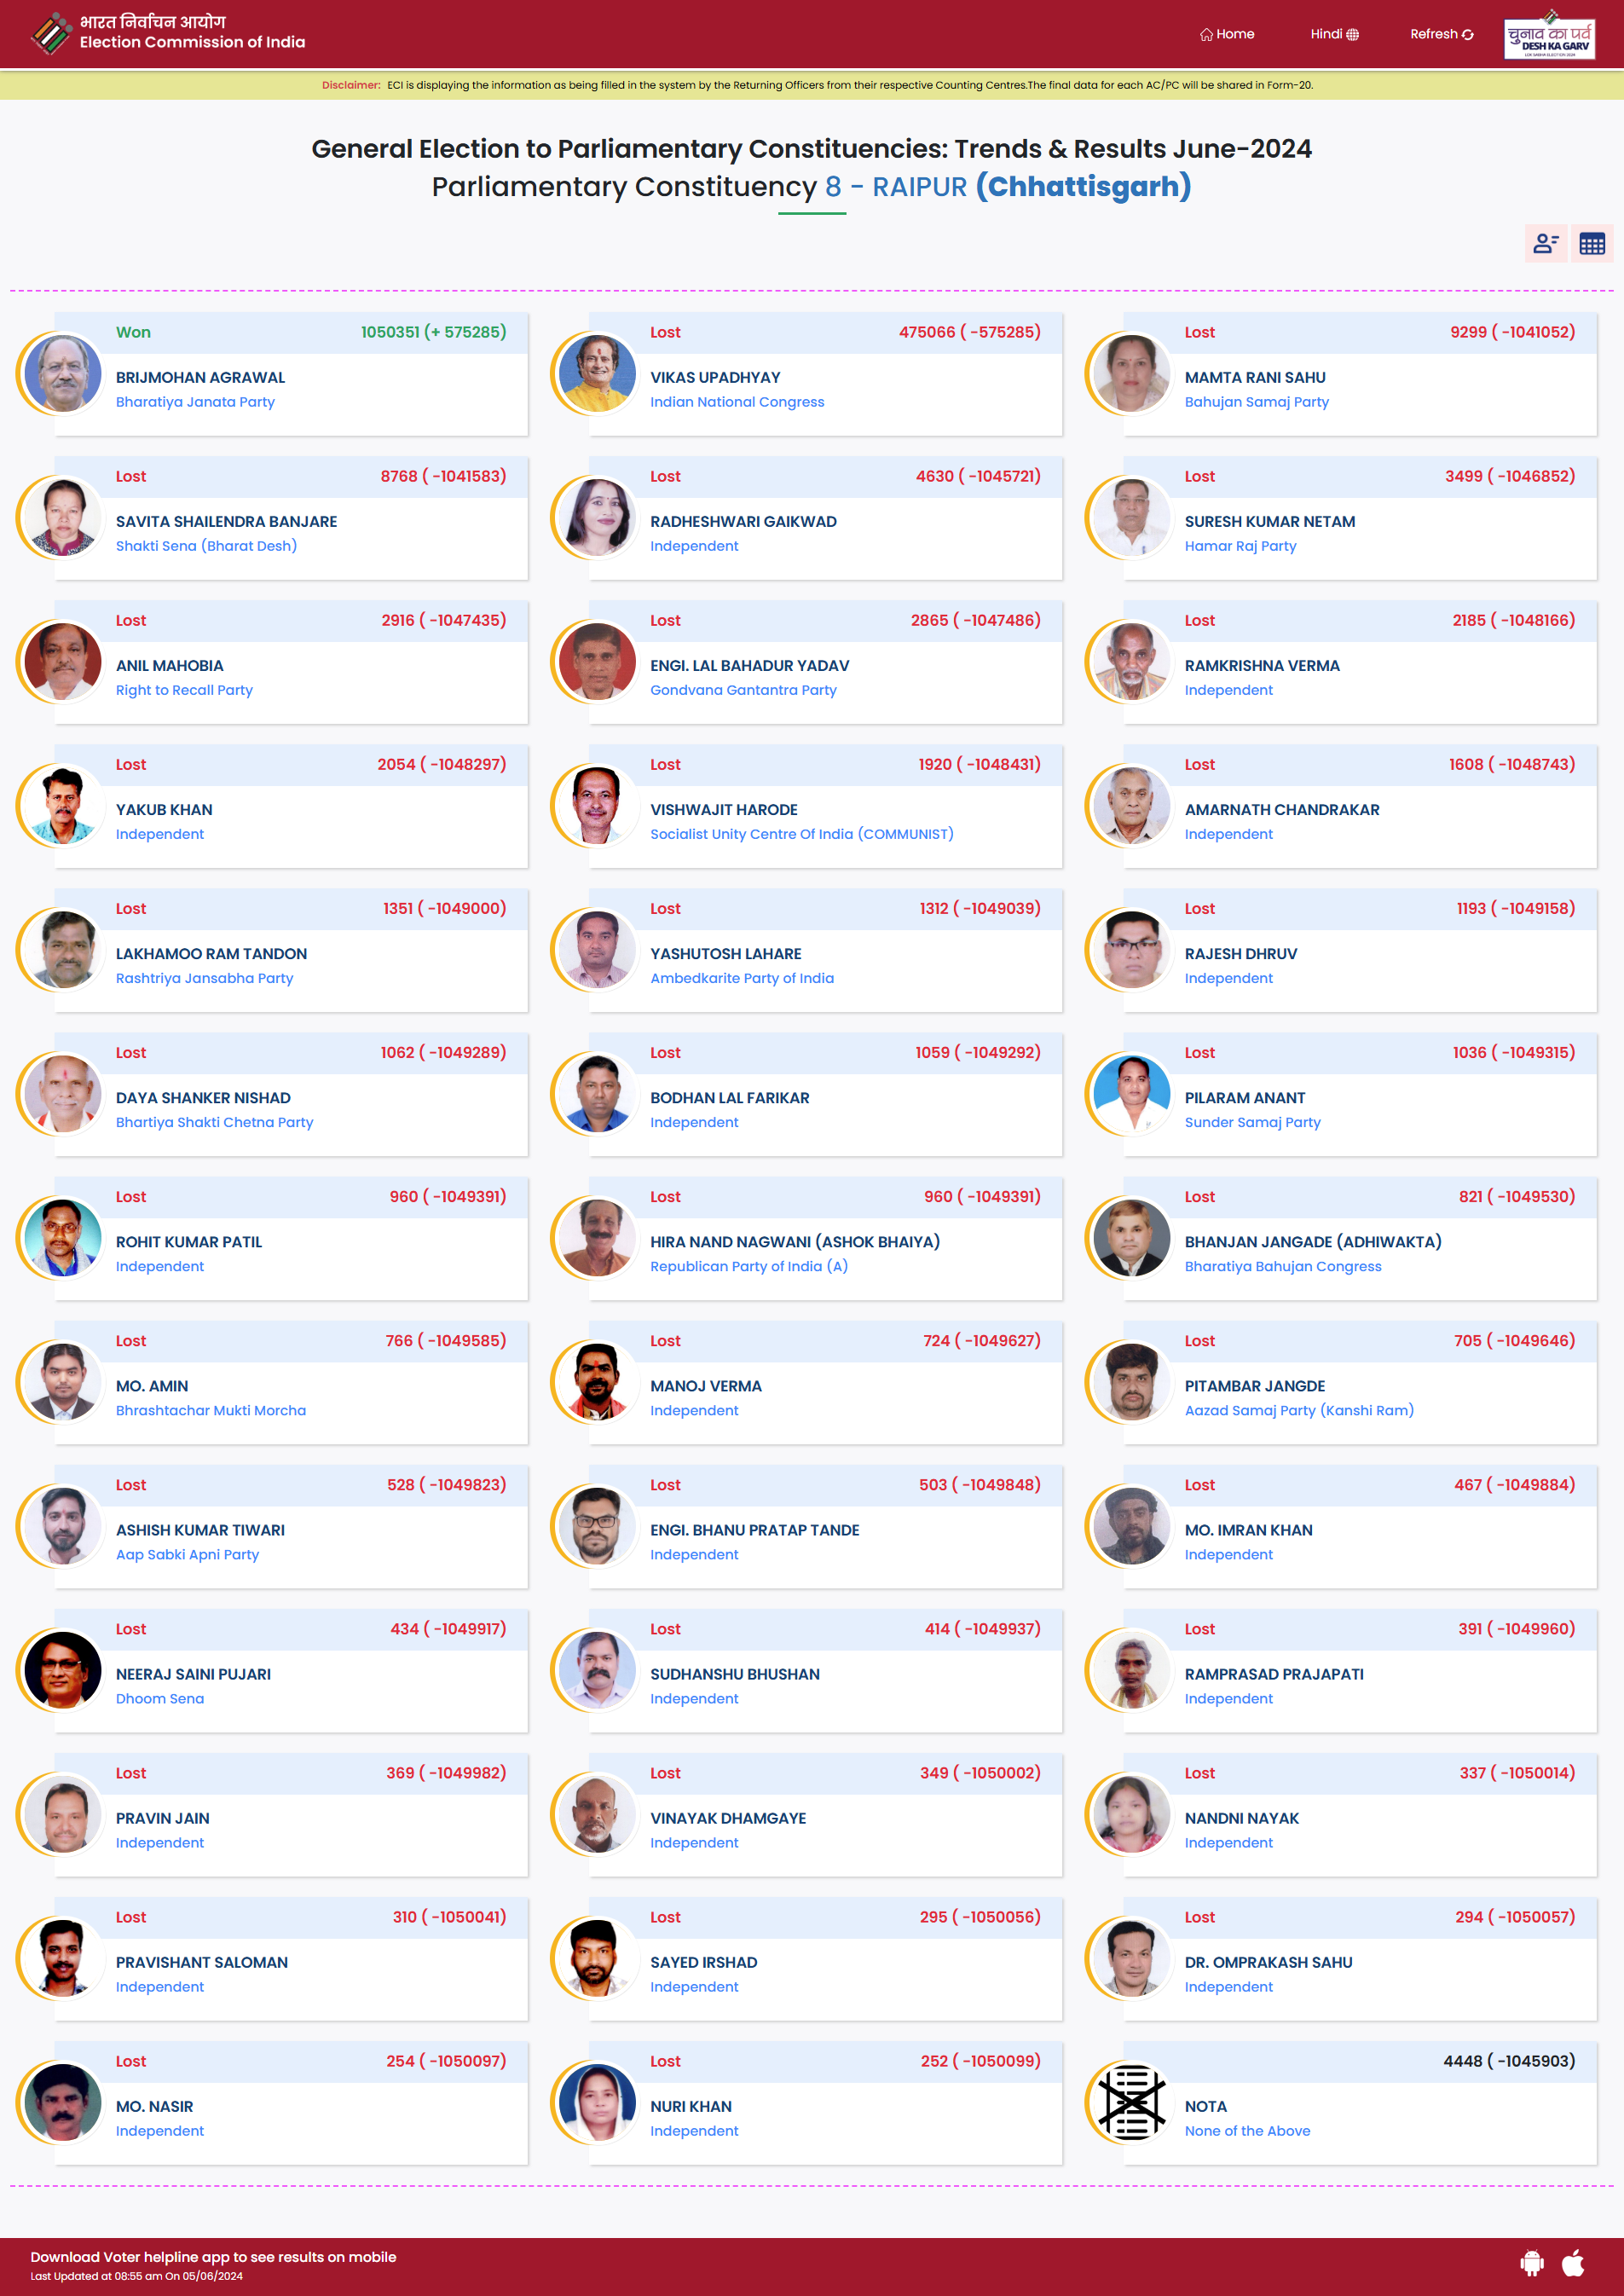 भारत निर्वाचन आयोग
Election Commission of India
Home
Hindi
Refresh
चुनाव का पर्व
DESH KA GARV
LOK SABHA ELECTION 2024
Disclaimer: ECI is displaying the information as being filled in the system by the Returning Officers from their respective Counting Centres.The final data for each AC/PC will be shared in Form-20.
General Election to Parliamentary Constituencies: Trends & Results June-2024
Parliamentary Constituency 8 - RAIPUR (Chhattisgarh)
Won 1050351 (+ 575285)
BRIJMOHAN AGRAWAL
Bharatiya Janata Party
Lost 475066 ( -575285)
VIKAS UPADHYAY
Indian National Congress
Lost 9299 ( -1041052)
MAMTA RANI SAHU
Bahujan Samaj Party
Lost 8768 ( -1041583)
SAVITA SHAILENDRA BANJARE
Shakti Sena (Bharat Desh)
Lost 4630 ( -1045721)
RADHESHWARI GAIKWAD
Independent
Lost 3499 ( -1046852)
SURESH KUMAR NETAM
Hamar Raj Party
Lost 2916 ( -1047435)
ANIL MAHOBIA
Right to Recall Party
Lost 2865 ( -1047486)
ENGI. LAL BAHADUR YADAV
Gondvana Gantantra Party
Lost 2185 ( -1048166)
RAMKRISHNA VERMA
Independent
Lost 2054 ( -1048297)
YAKUB KHAN
Independent
Lost 1920 ( -1048431)
VISHWAJIT HARODE
Socialist Unity Centre Of India (COMMUNIST)
Lost 1608 ( -1048743)
AMARNATH CHANDRAKAR
Independent
Lost 1351 ( -1049000)
LAKHAMOO RAM TANDON
Rashtriya Jansabha Party
Lost 1312 ( -1049039)
YASHUTOSH LAHARE
Ambedkarite Party of India
Lost 1193 ( -1049158)
RAJESH DHRUV
Independent
Lost 1062 ( -1049289)
DAYA SHANKER NISHAD
Bhartiya Shakti Chetna Party
Lost 1059 ( -1049292)
BODHAN LAL FARIKAR
Independent
Lost 1036 ( -1049315)
PILARAM ANANT
Sunder Samaj Party
Lost 960 ( -1049391)
ROHIT KUMAR PATIL
Independent
Lost 960 ( -1049391)
HIRA NAND NAGWANI (ASHOK BHAIYA)
Republican Party of India (A)
Lost 821 ( -1049530)
BHANJAN JANGADE (ADHIWAKTA)
Bharatiya Bahujan Congress
Lost 766 ( -1049585)
MO. AMIN
Bhrashtachar Mukti Morcha
Lost 724 ( -1049627)
MANOJ VERMA
Independent
Lost 705 ( -1049646)
PITAMBAR JANGDE
Aazad Samaj Party (Kanshi Ram)
Lost 528 ( -1049823)
ASHISH KUMAR TIWARI
Aap Sabki Apni Party
Lost 503 ( -1049848)
ENGI. BHANU PRATAP TANDE
Independent
Lost 467 ( -1049884)
MO. IMRAN KHAN
Independent
Lost 434 ( -1049917)
NEERAJ SAINI PUJARI
Dhoom Sena
Lost 414 ( -1049937)
SUDHANSHU BHUSHAN
Independent
Lost 391 ( -1049960)
RAMPRASAD PRAJAPATI
Independent
Lost 369 ( -1049982)
PRAVIN JAIN
Independent
Lost 349 ( -1050002)
VINAYAK DHAMGAYE
Independent
Lost 337 ( -1050014)
NANDNI NAYAK
Independent
Lost 310 ( -1050041)
PRAVISHANT SALOMAN
Independent
Lost 295 ( -1050056)
SAYED IRSHAD
Independent
Lost 294 ( -1050057)
DR. OMPRAKASH SAHU
Independent
Lost 254 ( -1050097)
MO. NASIR
Independent
Lost 252 ( -1050099)
NURI KHAN
Independent
4448 ( -1045903)
NOTA
None of the Above
Download Voter helpline app to see results on mobile
Last Updated at 08:55 am On 05/06/2024